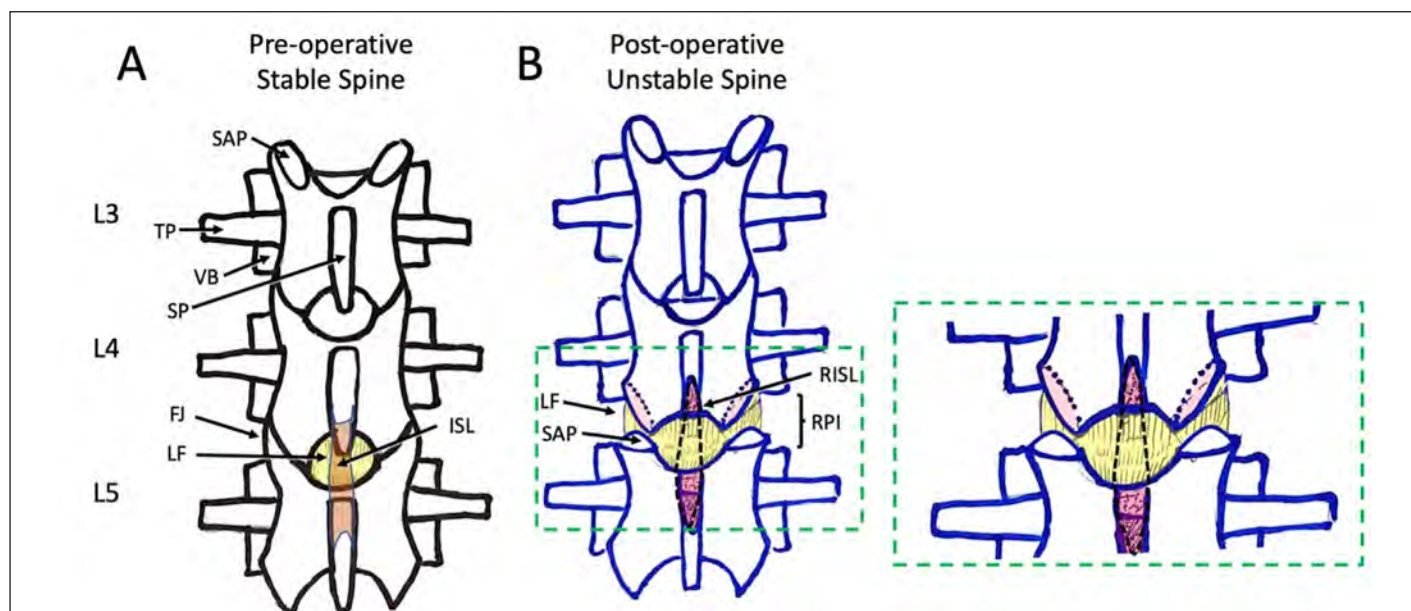 A
Pre-operative
Stable Spine
SAP
L3
TP
VB
SP
L4
FJ
LF
ISL
L5
B
Post-operative
Unstable Spine
RISL
LF
RPI
SAP